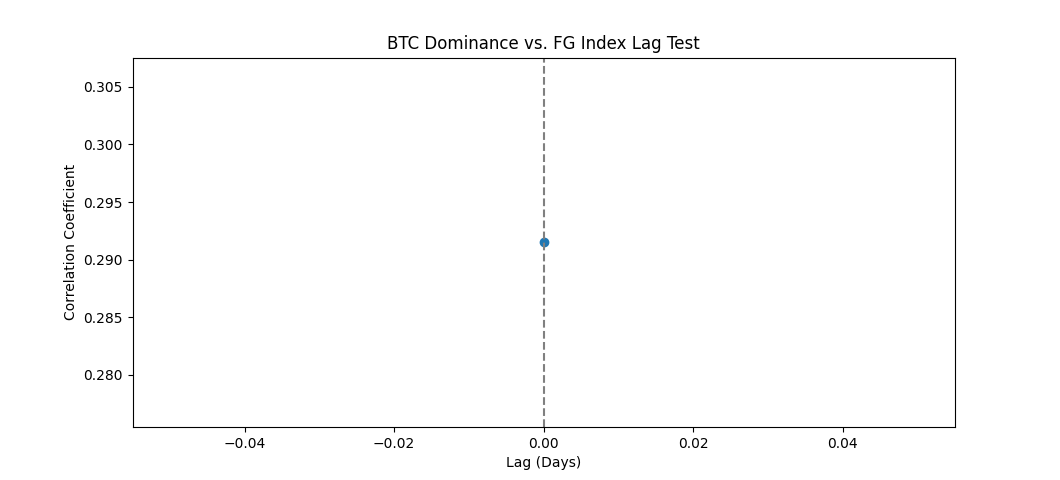 BTC Dominance vs. FG Index Lag Test
Correlation Coefficient
0.305
0.300
0.295
0.290
0.285
0.280
−0.04 −0.02 0.00 0.02 0.04
Lag (Days)